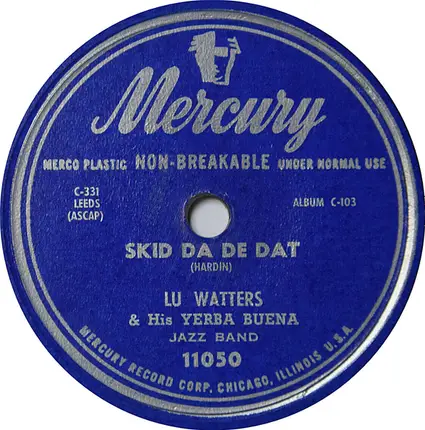 Mercury
MERCO PLASTIC NON-BREAKABLE UNDER NORMAL USE
C-331
LEEDS
(ASCAP)
ALBUM C-103
SKID DA DE DAT
(HARDIN)
LU WATTERS
& His YERBA BUENA
JAZZ BAND
11050
MERCURY RECORD CORP. CHICAGO, ILLINOIS, U.S.A.